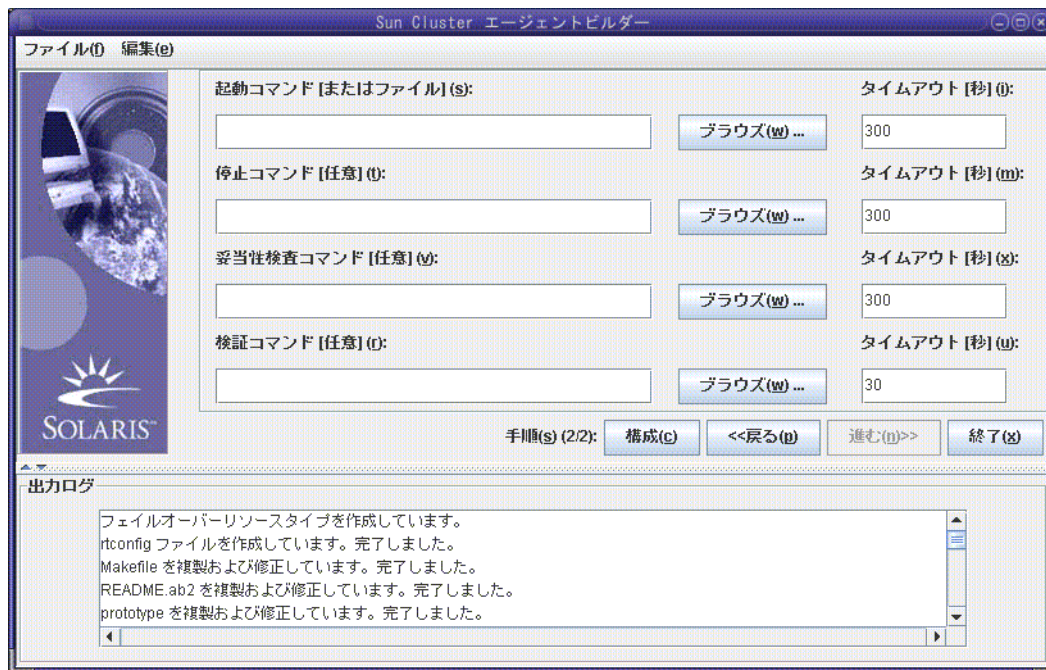 Sun Cluster エージェントビルダー
ファイル(f) 編集(e)
起動コマンド [またはファイル] (s): タイムアウト [秒] (i):
ブラウズ(w) ... 300
停止コマンド [任意] (t): タイムアウト [秒] (m):
ブラウズ(w) ... 300
妥当性検査コマンド [任意] (v): タイムアウト [秒] (x):
ブラウズ(w) ... 300
検証コマンド [任意] (r): タイムアウト [秒] (u):
ブラウズ(w) ... 30
SOLARIS™
手順(s) (2/2): 構成(c) <<戻る(p) 進む(n)>> 終了(x)
出力ログ
フェイルオーバーリソースタイプを作成しています。
rtconfig ファイルを作成しています。完了しました。
Makefile を複製および修正しています。完了しました。
README.ab2 を複製および修正しています。完了しました。
prototype を複製および修正しています。完了しました。